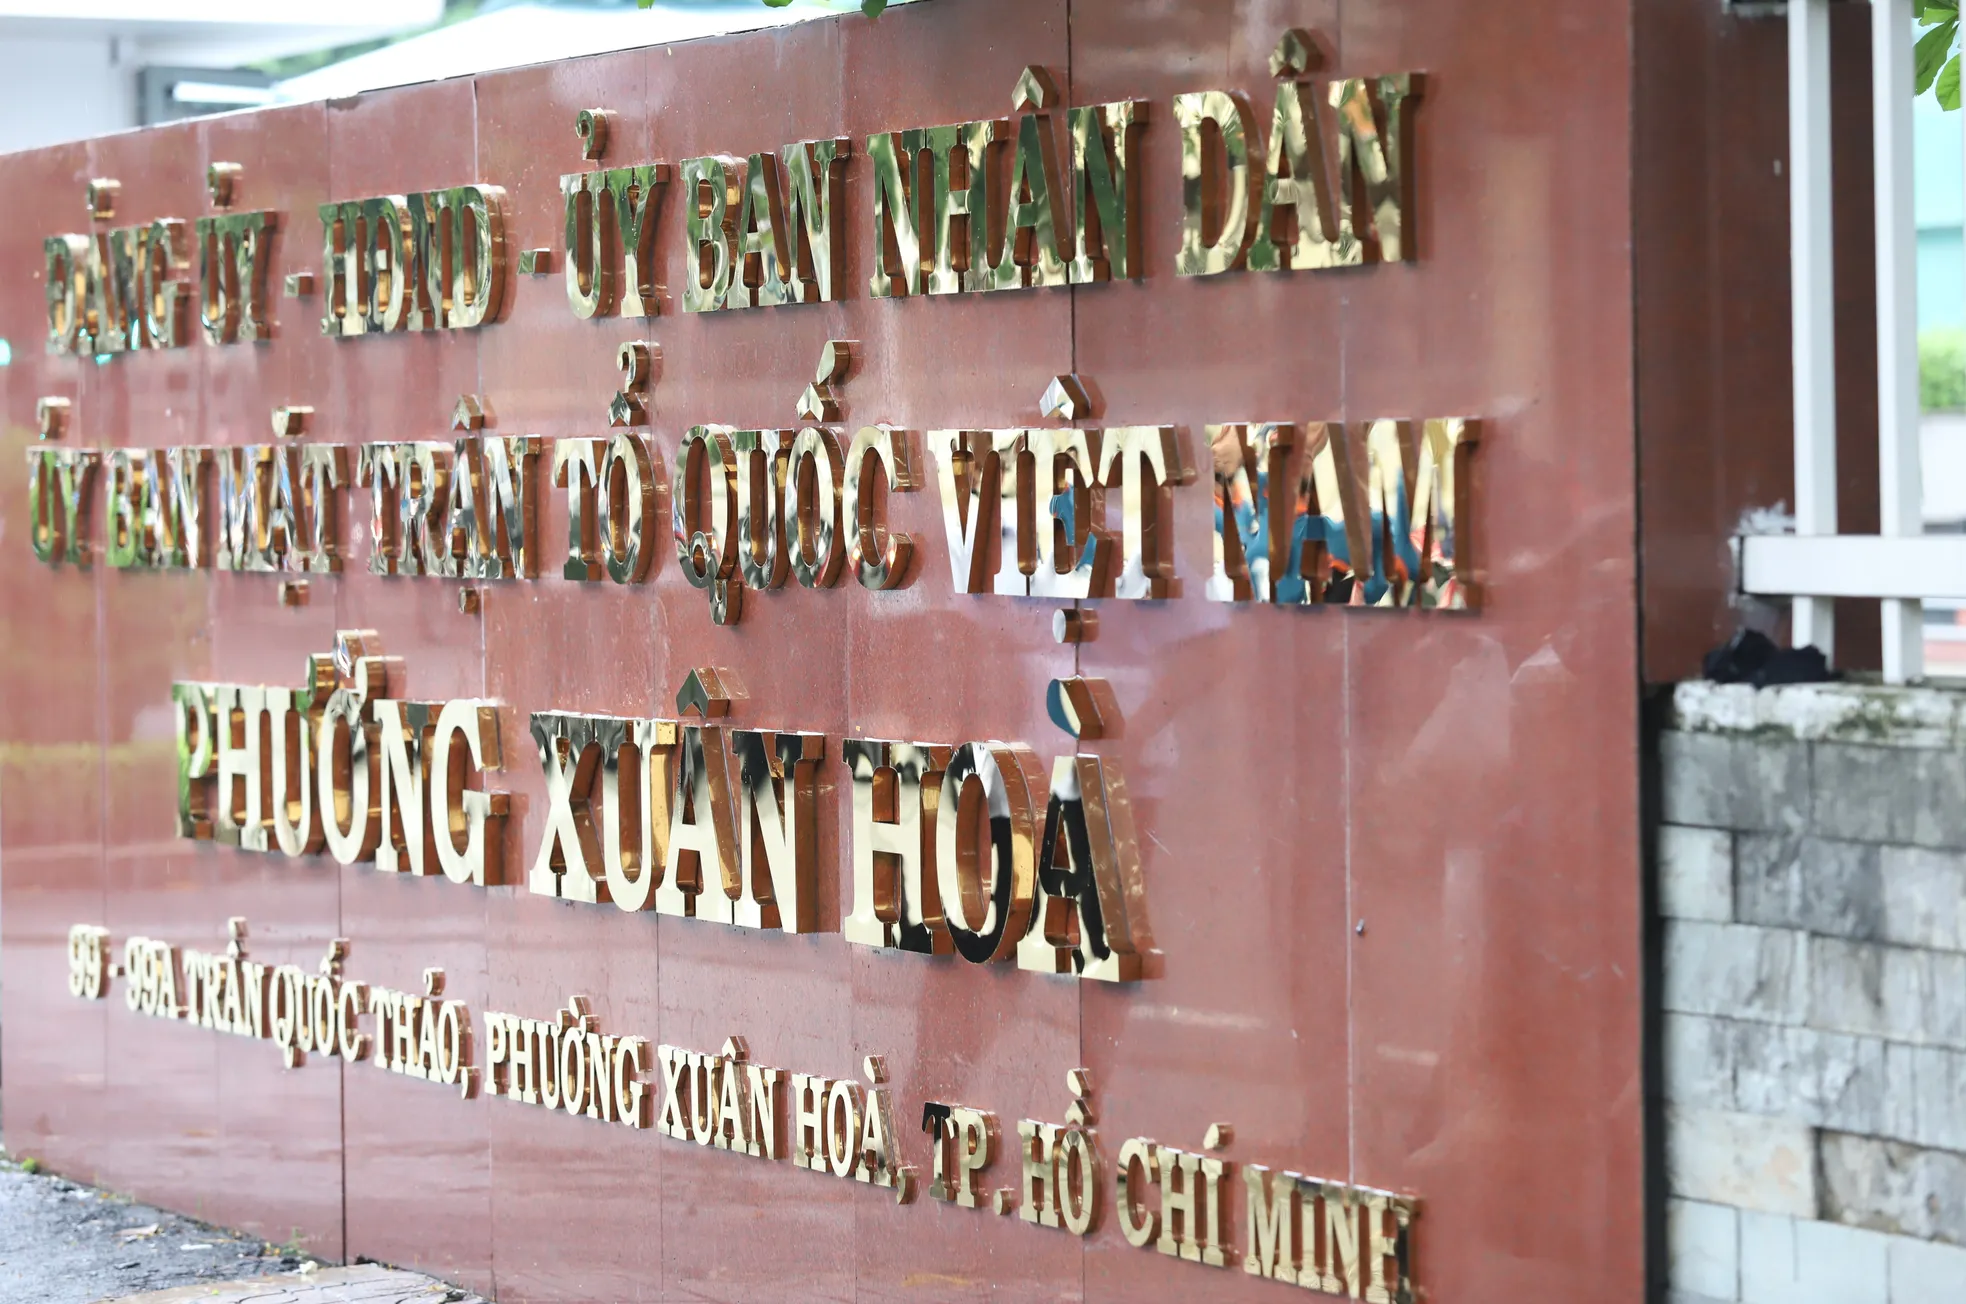 ĐẢNG ỦY - HĐND - ỦY BAN NHÂN DÂN
ỦY BAN MẶT TRẬN TỔ QUỐC VIỆT NAM
PHƯỜNG XUÂN HOÀ
99 - 99A TRẦN QUỐC THẢO, PHƯỜNG XUÂN HOÀ, TP. HỒ CHÍ MINH